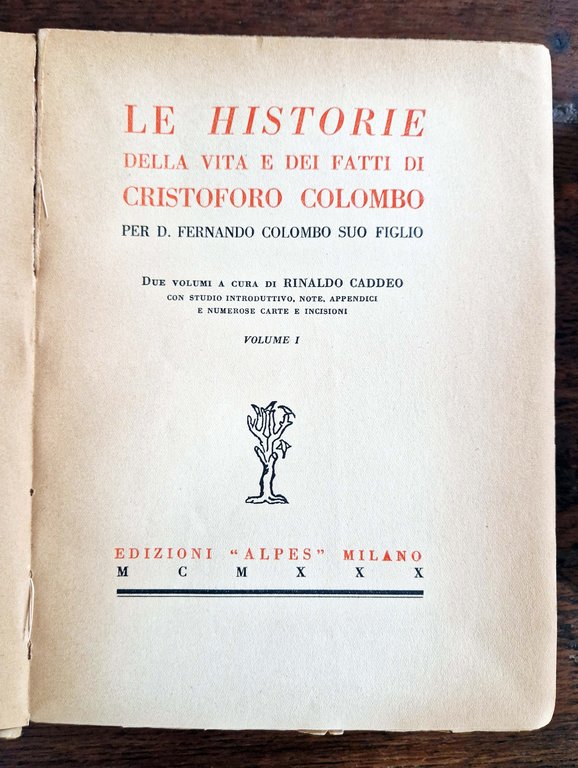 LE HISTORIE
DELLA VITA E DEI FATTI DI
CRISTOFORO COLOMBO
PER D. FERNANDO COLOMBO SUO FIGLIO
DUE VOLUMI A CURA DI RINALDO CADDEO
CON STUDIO INTRODUTTIVO, NOTE, APPENDICI
E NUMEROSE CARTE E INCISIONI
VOLUME I
EDIZIONI "ALPES" MILANO
M C M X X X